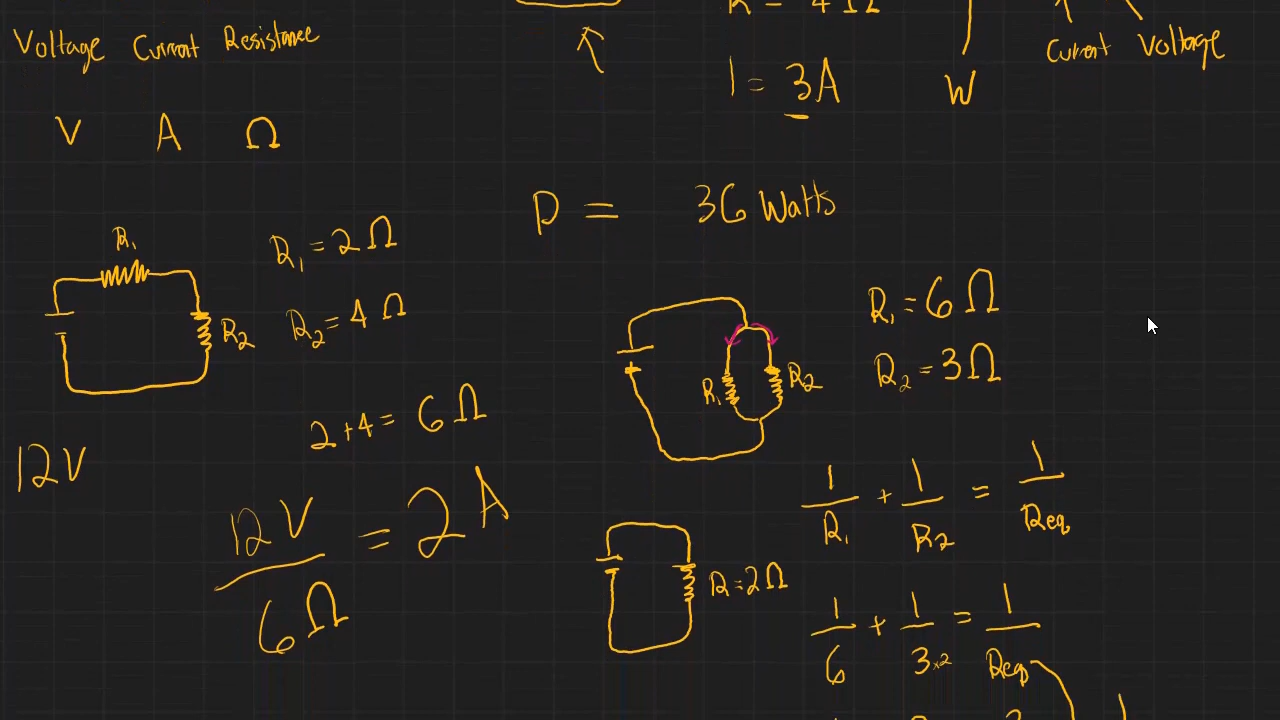 Voltage Current Resistance
V A Ω
R₁
R₂
R₁ = 2 Ω
R₂ = 4 Ω
2 + 4 = 6 Ω
12V
12V / 6 Ω = 2 A
I = 3A
W
Current Voltage
P = 36 Watts
R₁
R₂
R₁ = 6 Ω
R₂ = 3 Ω
1/R₁ + 1/R₂ = 1/Req
R = 2 Ω
1/6 + 1/3×2 = 1/Req